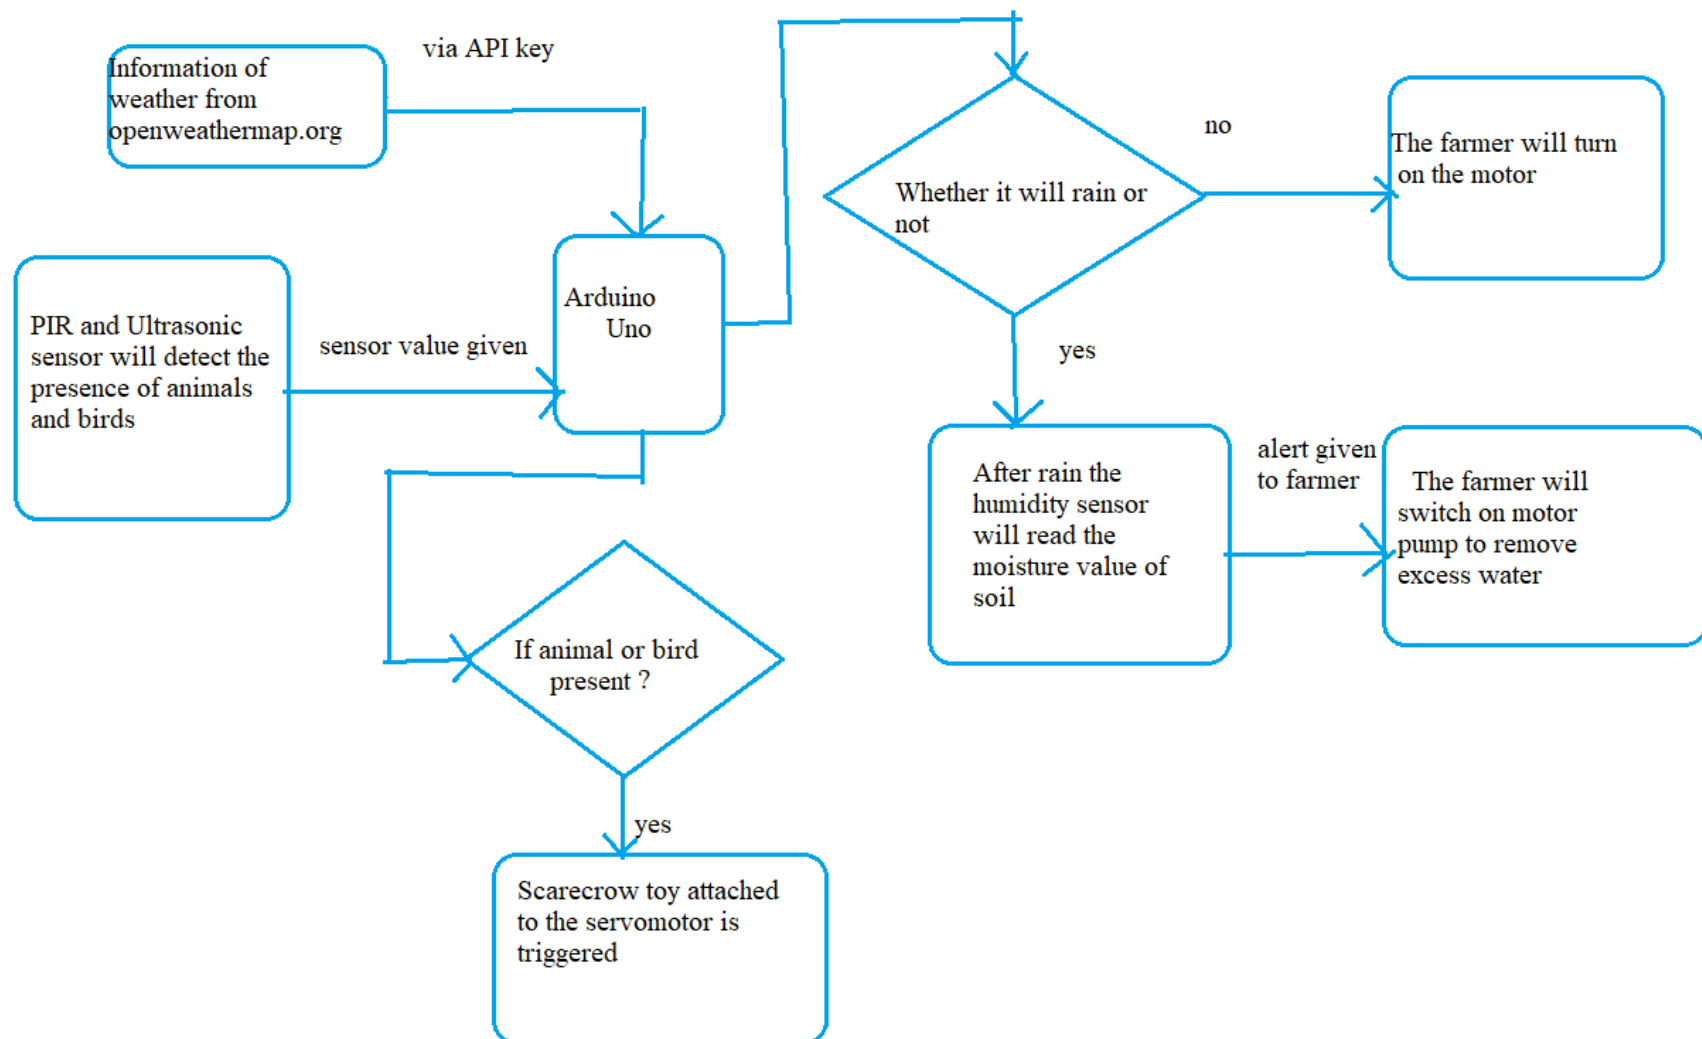 Information of
weather from
openweathermap.org
via API key
PIR and Ultrasonic
sensor will detect the
presence of animals
and birds
sensor value given
Arduino
Uno
Whether it will rain or
not
no
The farmer will turn
on the motor
yes
After rain the
humidity sensor
will read the
moisture value of
soil
alert given
to farmer
The farmer will
switch on motor
pump to remove
excess water
If animal or bird
present ?
yes
Scarecrow toy attached
to the servomotor is
triggered